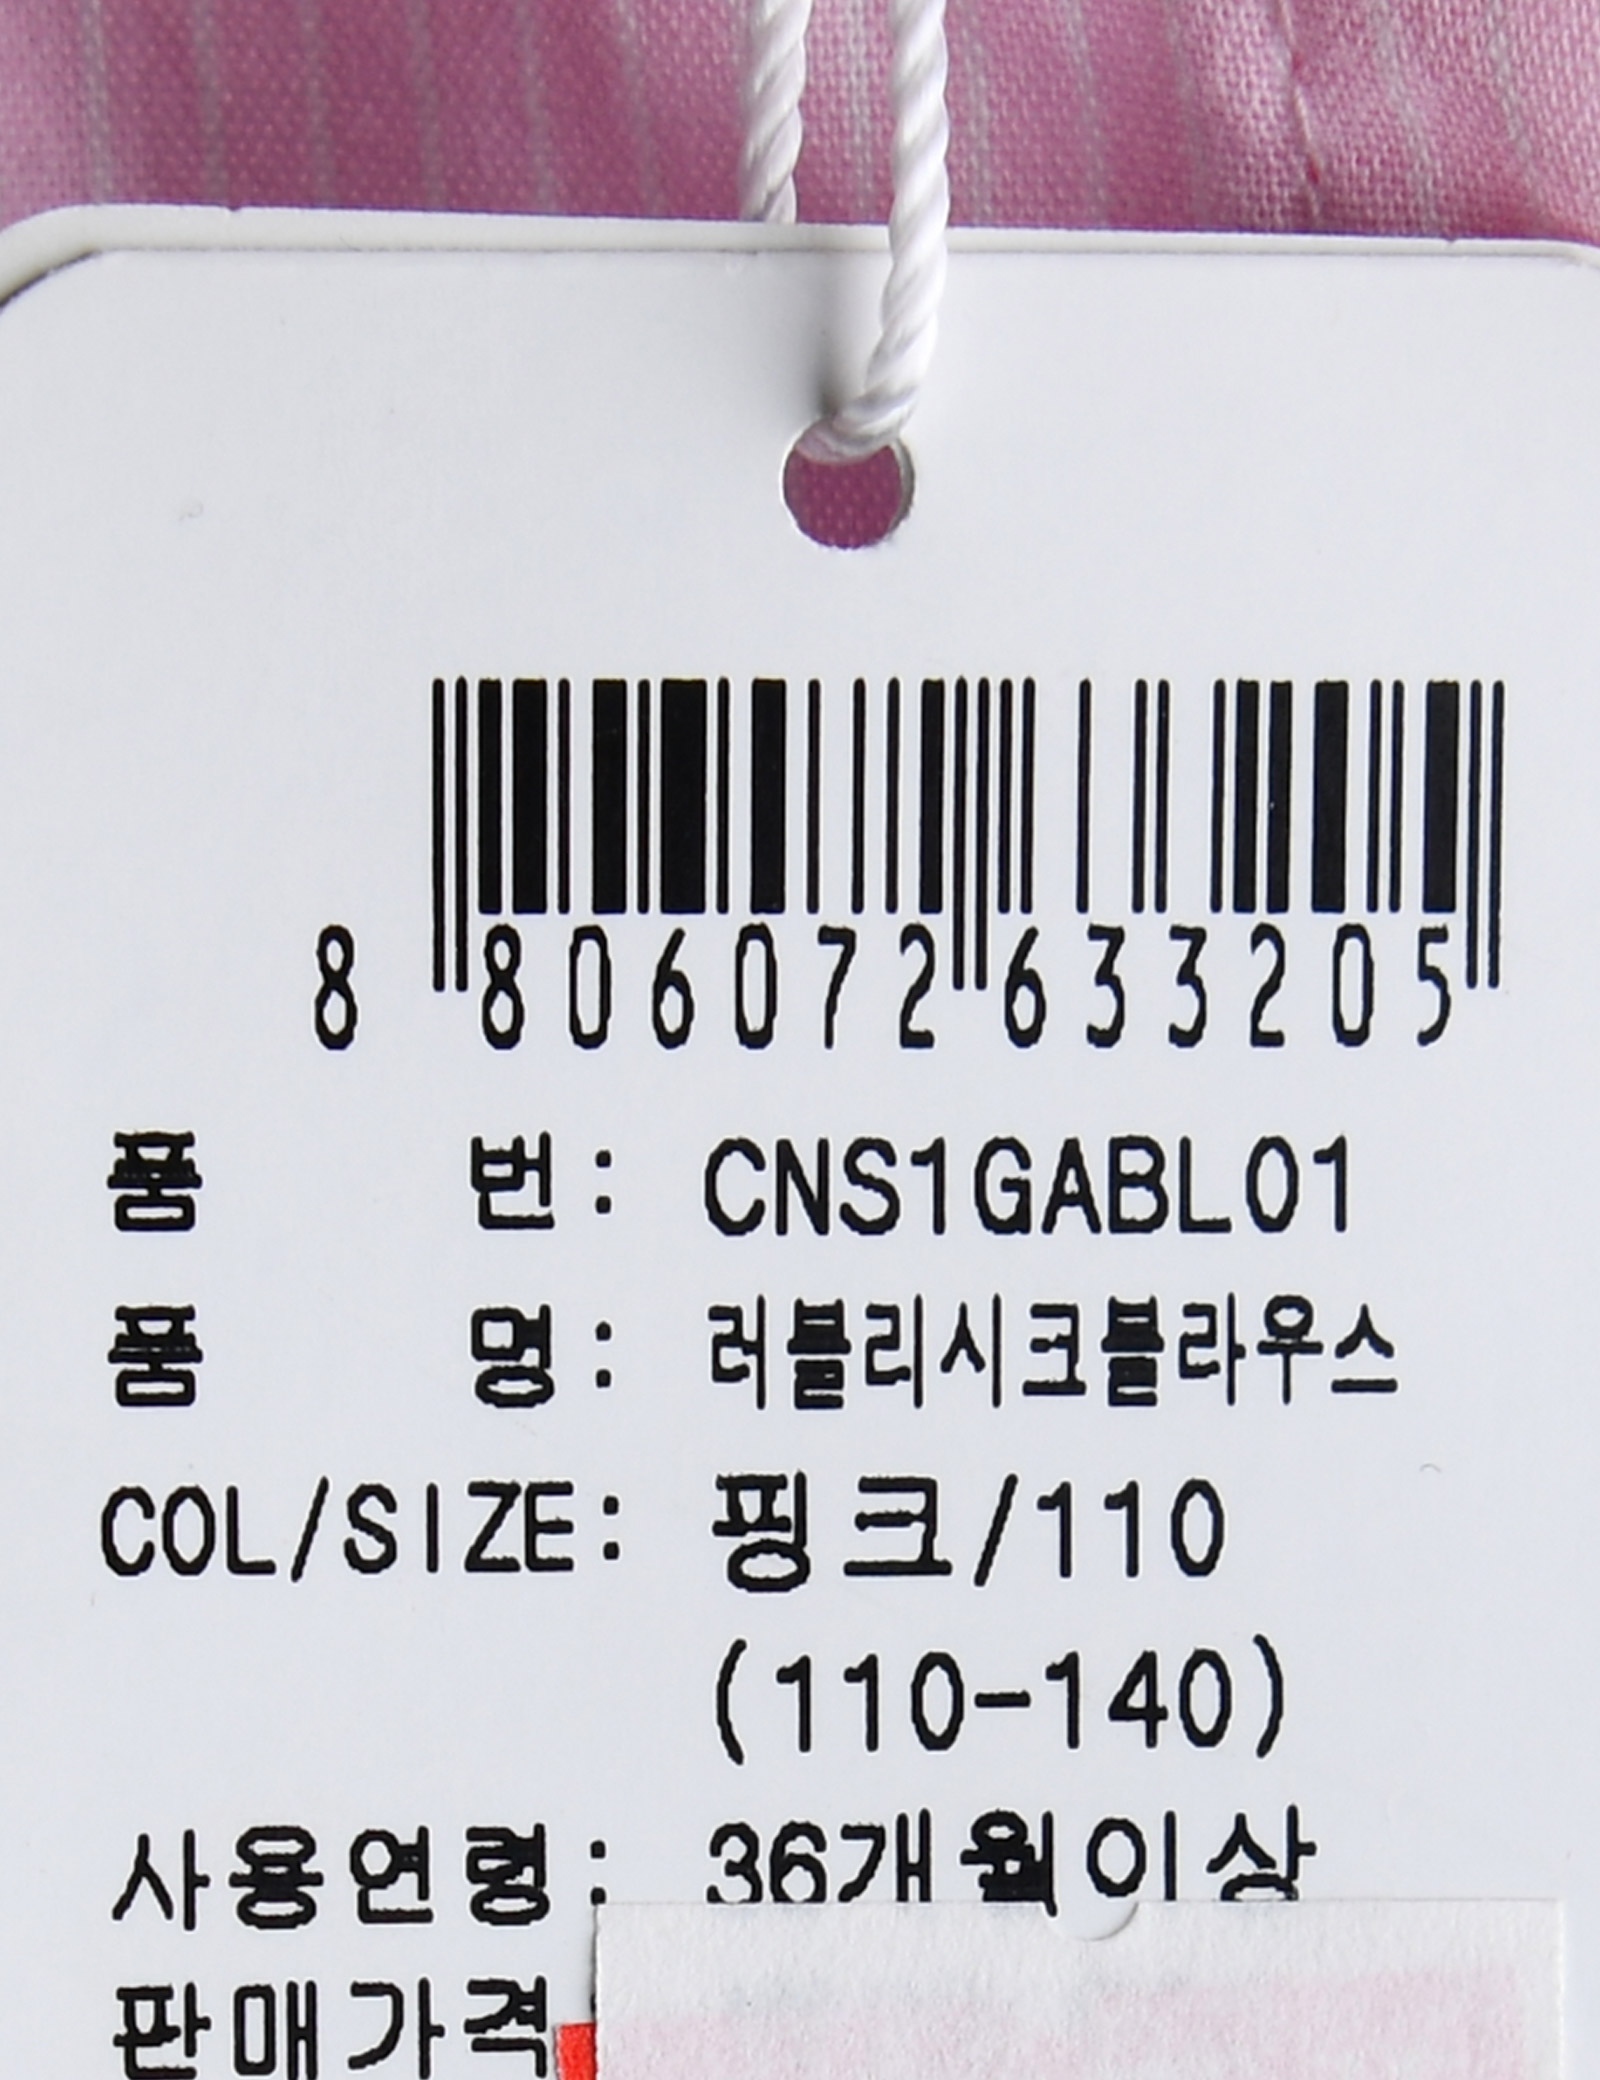 8 806072 633205
품 번: CNS1GABL01
품 명: 러블리시크블라우스
COL/SIZE: 핑크/110
(110-140)
사용연령: 36개월이상
판매가격